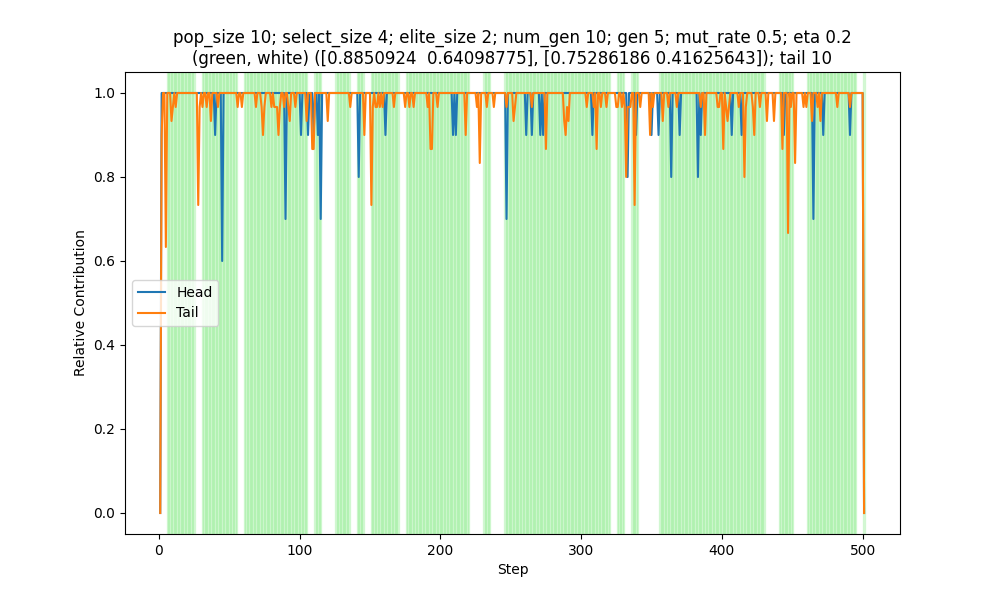 pop_size 10; select_size 4; elite_size 2; num_gen 10; gen 5; mut_rate 0.5; eta 0.2
(green, white) ([0.8850924  0.64098775], [0.75286186 0.41625643]); tail 10
1.0
0.8
0.6
0.4
0.2
0.0
Relative Contribution
Head
Tail
0 100 200 300 400 500
Step